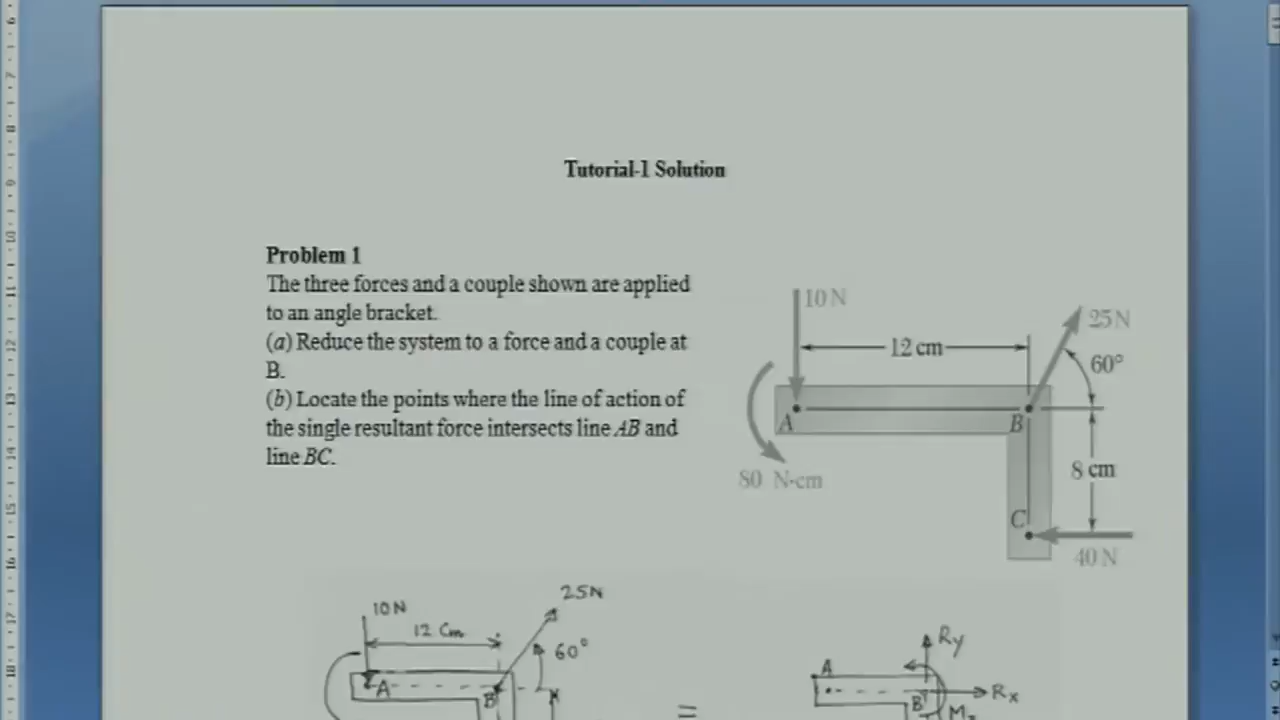 Tutorial-1 Solution
Problem 1
The three forces and a couple shown are applied
to an angle bracket.
(a) Reduce the system to a force and a couple at
B.
(b) Locate the points where the line of action of
the single resultant force intersects line AB and
line BC.
10 N
25 N
12 cm
60°
A
B
80 N-cm
8 cm
C
40 N
25N
10N
12 Cm
60°
A
B
=
Ry
A
Rx
B